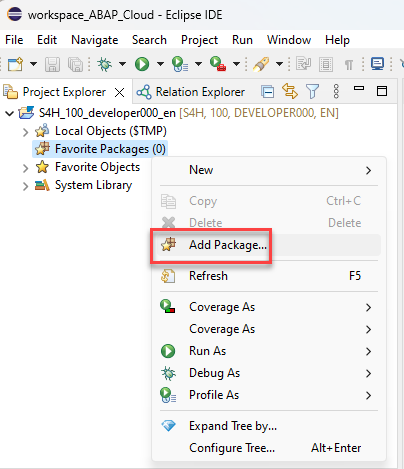 workspace_ABAP_Cloud - Eclipse IDE
File Edit Navigate Search Project Run Window Help
Project Explorer Relation Explorer
S4H_100_developer000_en [S4H, 100, DEVELOPER000, EN]
Local Objects ($TMP)
Favorite Packages (0)
Favorite Objects
System Library
New
Copy Ctrl+C
Delete Delete
Add Package...
Refresh F5
Coverage As
Coverage As
Run As
Debug As
Profile As
Expand Tree by...
Configure Tree... Alt+Enter